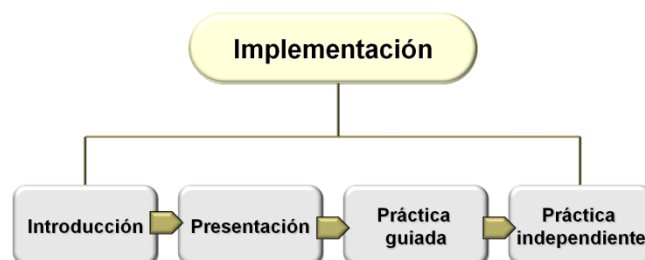 Implementación
Introducción
Presentación
Práctica
guiada
Práctica
independiente